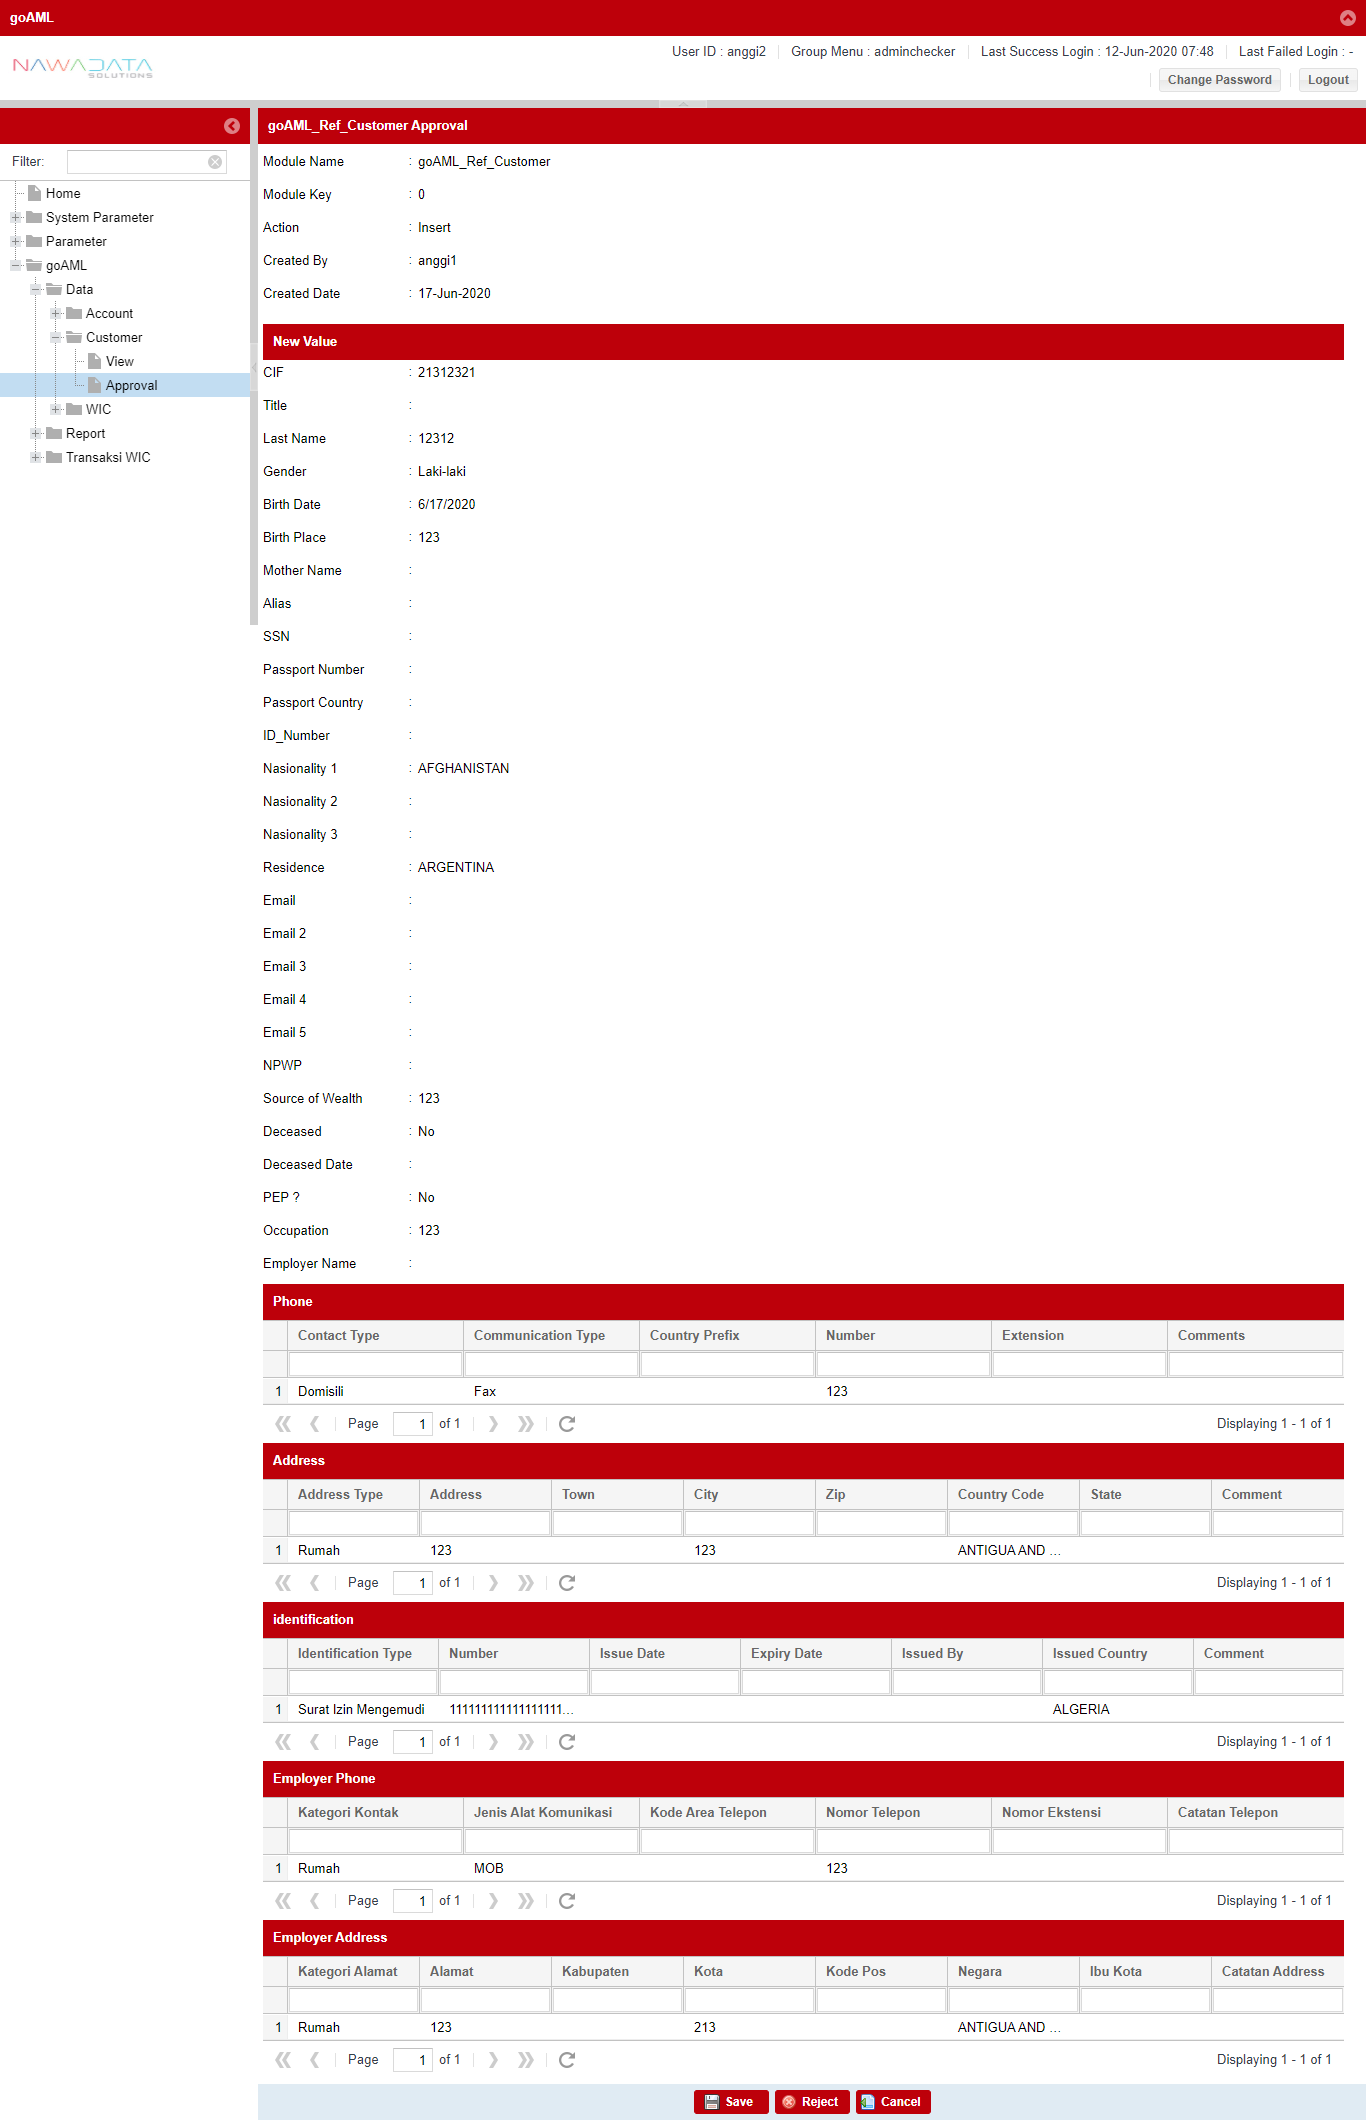 goAML
NAWADATA
SOLUTIONS
User ID : anggi2 Group Menu : adminchecker Last Success Login : 12-Jun-2020 07:48 Last Failed Login : -
Change Password Logout
Filter:
Home
System Parameter
Parameter
goAML
Data
Account
Customer
View
Approval
WIC
Report
Transaksi WIC
goAML_Ref_Customer Approval
Module Name : goAML_Ref_Customer
Module Key : 0
Action : Insert
Created By : anggi1
Created Date : 17-Jun-2020
New Value
CIF : 21312321
Title :
Last Name : 12312
Gender : Laki-laki
Birth Date : 6/17/2020
Birth Place : 123
Mother Name :
Alias :
SSN :
Passport Number :
Passport Country :
ID_Number :
Nasionality 1 : AFGHANISTAN
Nasionality 2 :
Nasionality 3 :
Residence : ARGENTINA
Email :
Email 2 :
Email 3 :
Email 4 :
Email 5 :
NPWP :
Source of Wealth : 123
Deceased : No
Deceased Date :
PEP ? : No
Occupation : 123
Employer Name :
Phone
Contact Type Communication Type Country Prefix Number Extension Comments
1 Domisili Fax 123
Page 1 of 1 Displaying 1 - 1 of 1
Address
Address Type Address Town City Zip Country Code State Comment
1 Rumah 123 123 ANTIGUA AND ...
Page 1 of 1 Displaying 1 - 1 of 1
identification
Identification Type Number Issue Date Expiry Date Issued By Issued Country Comment
1 Surat Izin Mengemudi 111111111111111111... ALGERIA
Page 1 of 1 Displaying 1 - 1 of 1
Employer Phone
Kategori Kontak Jenis Alat Komunikasi Kode Area Telepon Nomor Telepon Nomor Ekstensi Catatan Telepon
1 Rumah MOB 123
Page 1 of 1 Displaying 1 - 1 of 1
Employer Address
Kategori Alamat Alamat Kabupaten Kota Kode Pos Negara Ibu Kota Catatan Address
1 Rumah 123 213 ANTIGUA AND ...
Page 1 of 1 Displaying 1 - 1 of 1
Save Reject Cancel